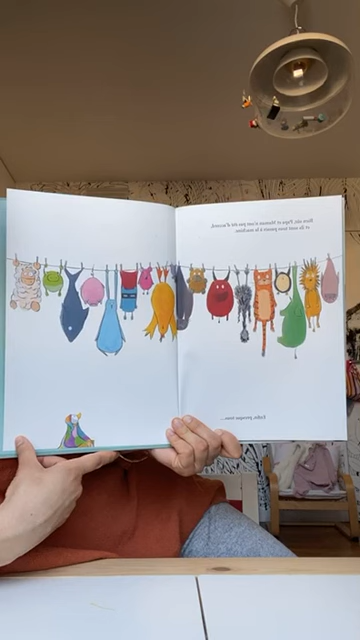 Bien sûr, Papa et Maman n'ont pas été d'accord,
et ils sont tous passés à la machine.
Enfin, presque tous...